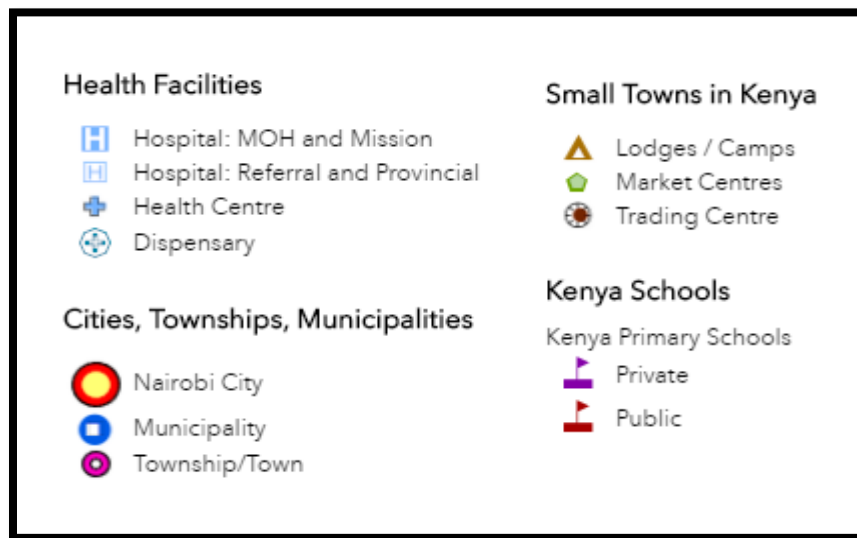 Health Facilities
Hospital: MOH and Mission
Hospital: Referral and Provincial
Health Centre
Dispensary
Cities, Townships, Municipalities
Nairobi City
Municipality
Township/Town
Small Towns in Kenya
Lodges / Camps
Market Centres
Trading Centre
Kenya Schools
Kenya Primary Schools
Private
Public